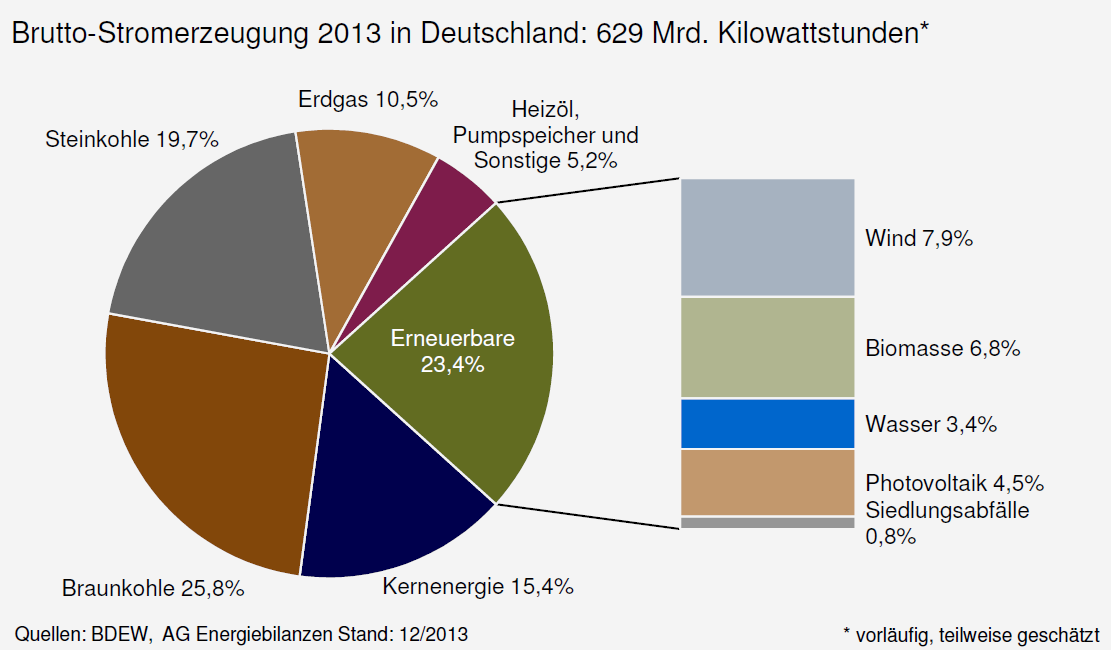 Brutto-Stromerzeugung 2013 in Deutschland: 629 Mrd. Kilowattstunden*
Erdgas 10,5%
Heizöl,
Pumpspeicher und
Sonstige 5,2%
Steinkohle 19,7%
Wind 7,9%
Erneuerbare
23,4%
Biomasse 6,8%
Wasser 3,4%
Photovoltaik 4,5%
Siedlungsabfälle
0,8%
Braunkohle 25,8%
Kernenergie 15,4%
Quellen: BDEW, AG Energiebilanzen Stand: 12/2013
* vorläufig, teilweise geschätzt